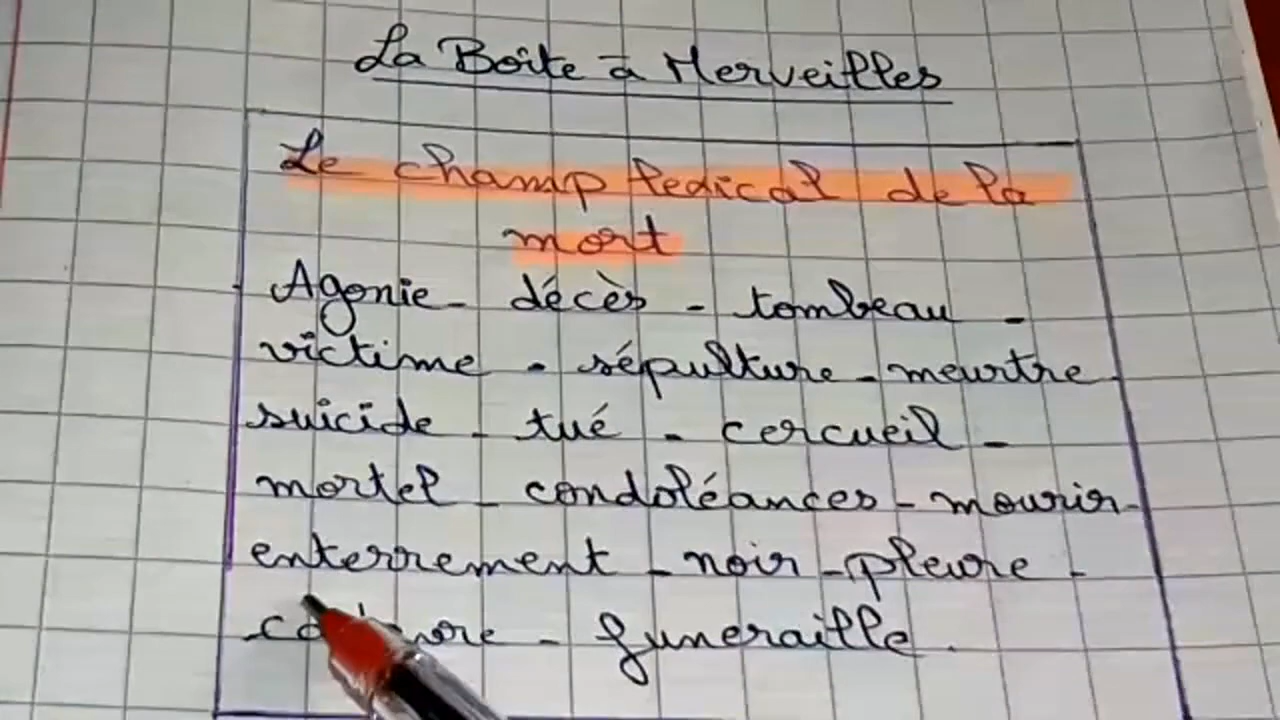 La Boîte à Merveilles
Le champ lexical de la
mort
Agonie - décès - tombeau -
victime - sépulture - meurtre
suicide - tué - cercueil -
mortel - condoléances - mourir -
enterrement - noir - pleure -
- funeraille.